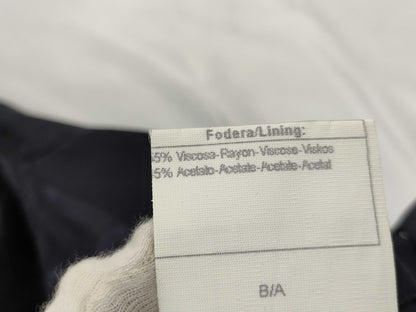 Fodera/Lining:
5% Viscosa-Rayon-Viscose-Viskos
5% Acetato-Acetate-Acetate-Acetat
B/A